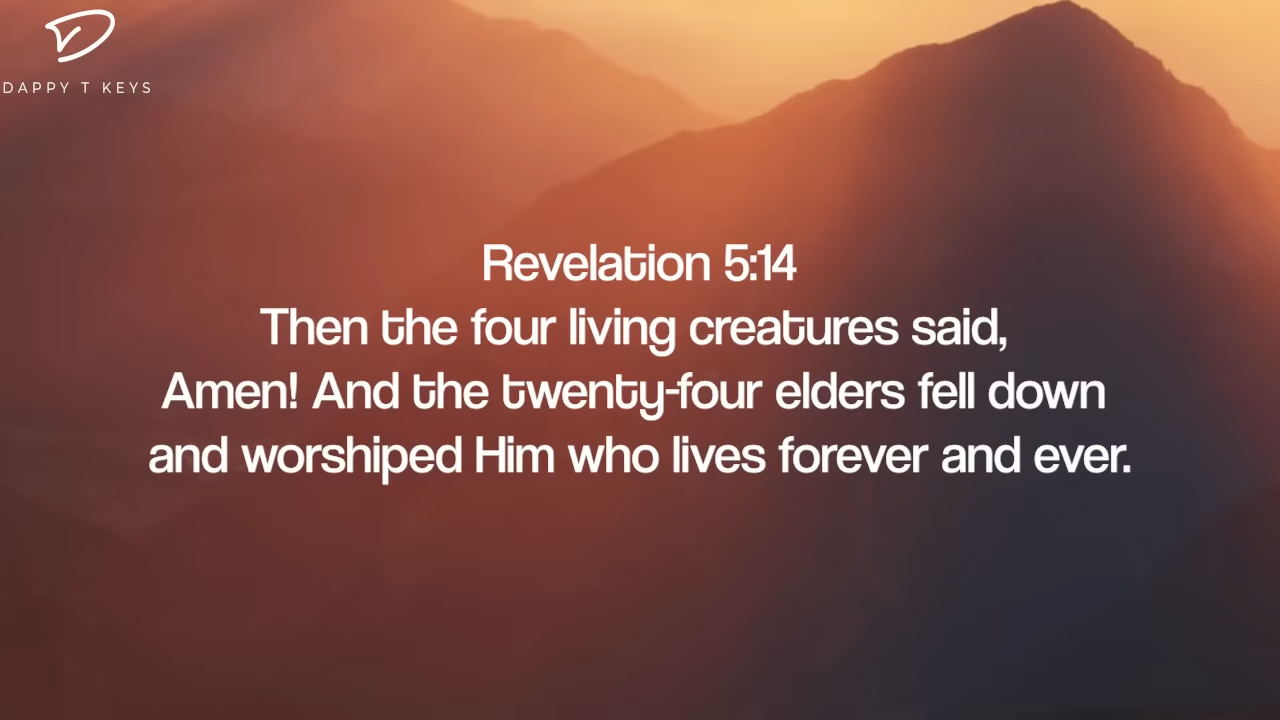 DAPPY T KEYS
Revelation 5:14
Then the four living creatures said,
Amen! And the twenty-four elders fell down
and worshiped Him who lives forever and ever.